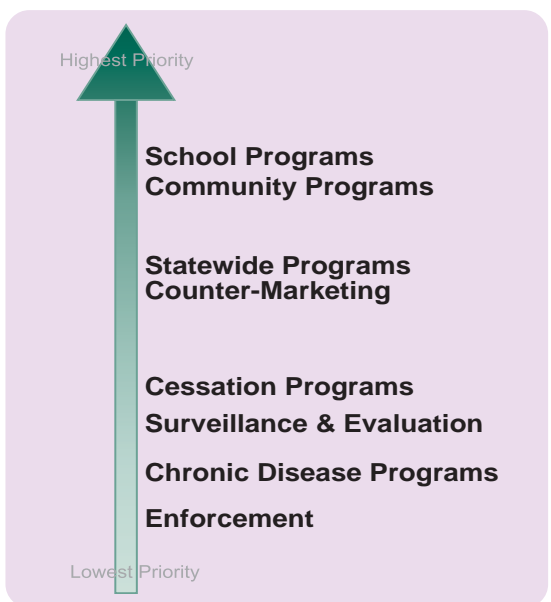 Highest Priority
School Programs
Community Programs
Statewide Programs
Counter-Marketing
Cessation Programs
Surveillance & Evaluation
Chronic Disease Programs
Enforcement
Lowest Priority